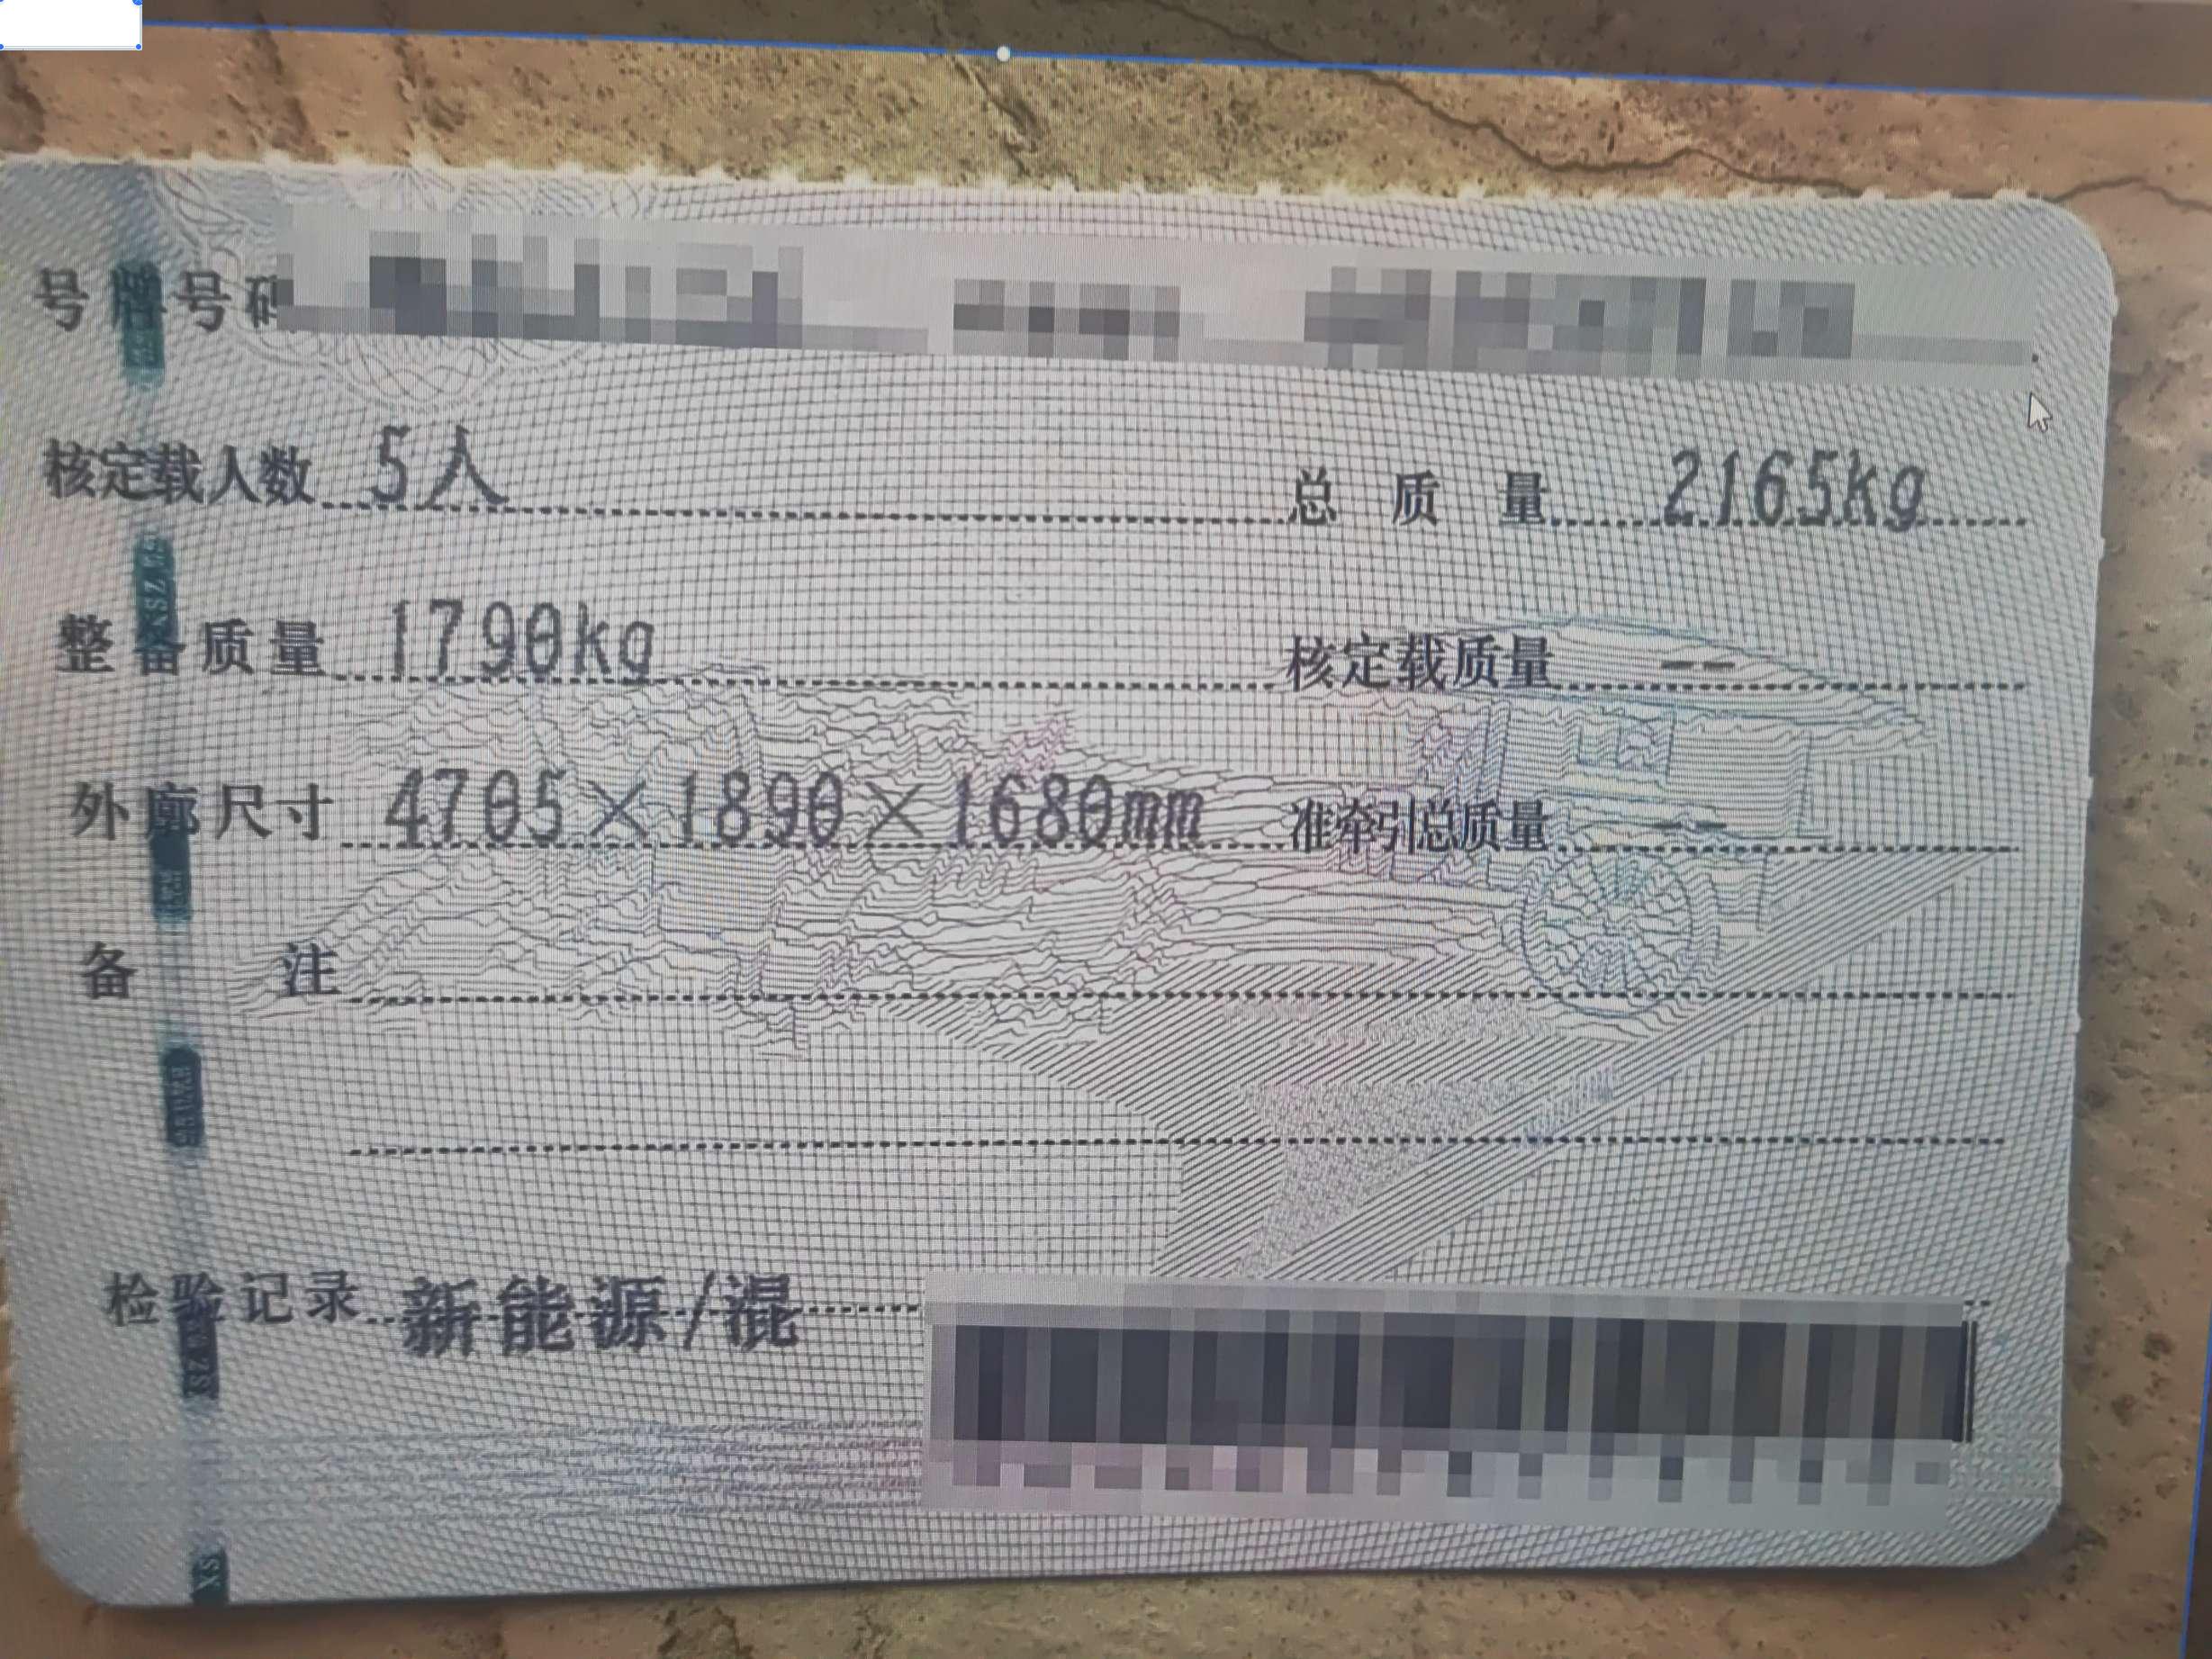 号牌号码
核定载人数 5人 总质量 2165kg
整备质量 1790kg 核定载质量 --
外廓尺寸 4705×1890×1680mm 准牵引总质量 --
备注
检验记录 新能源/混